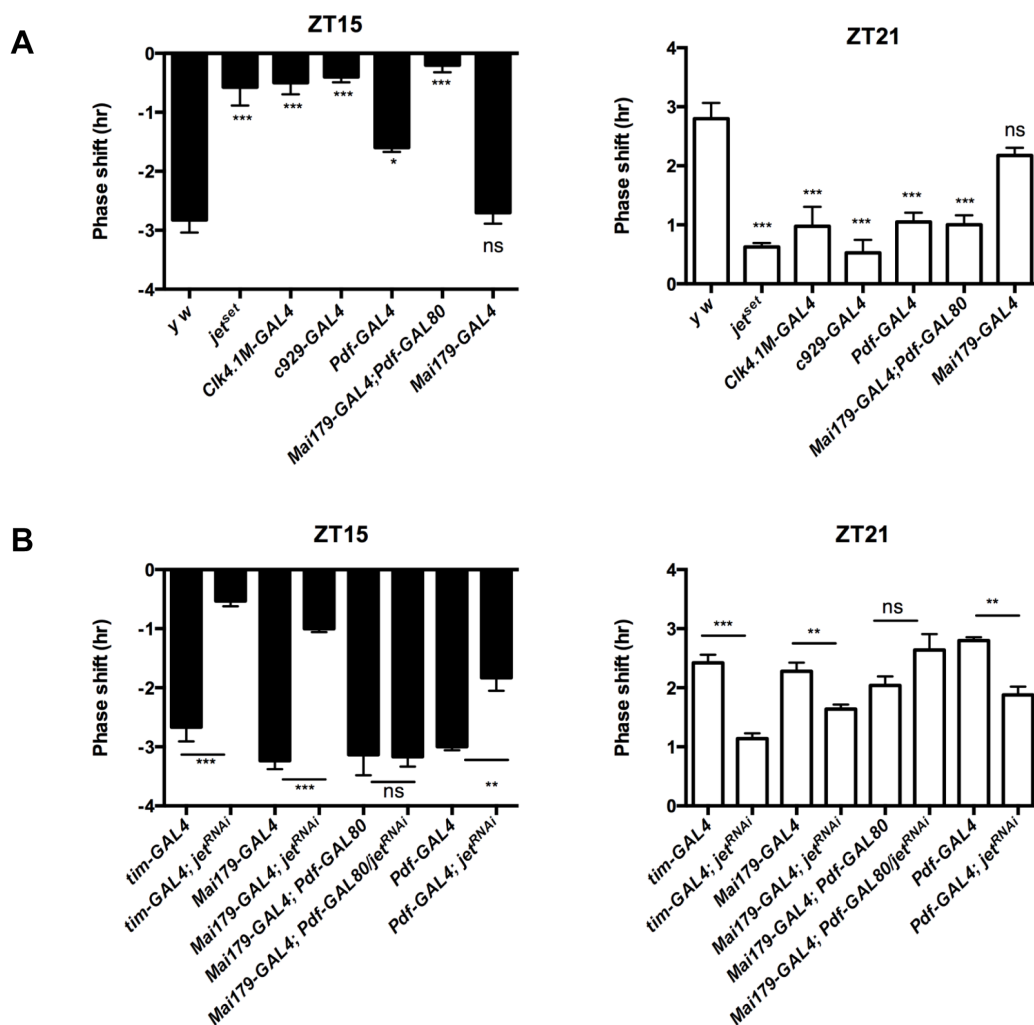 A
ZT15
Phase shift (hr)
0
-1
-2
-3
-4
***
***
***
*
***
ns
y w
jetset
Clk4.1M-GAL4
c929-GAL4
Pdf-GAL4
Mai179-GAL4;Pdf-GAL80
Mai179-GAL4
ZT21
Phase shift (hr)
4
3
2
1
0
***
***
***
***
***
ns
y w
jetset
Clk4.1M-GAL4
c929-GAL4
Pdf-GAL4
Mai179-GAL4;Pdf-GAL80
Mai179-GAL4
B
ZT15
Phase shift (hr)
0
-1
-2
-3
-4
***
***
ns
**
tim-GAL4
tim-GAL4; jetRNAi
Mai179-GAL4
Mai179-GAL4; jetRNAi
Mai179-GAL4; Pdf-GAL80
Mai179-GAL4; Pdf-GAL80/jetRNAi
Pdf-GAL4
Pdf-GAL4; jetRNAi
ZT21
Phase shift (hr)
4
3
2
1
0
***
**
ns
**
tim-GAL4
tim-GAL4; jetRNAi
Mai179-GAL4
Mai179-GAL4; jetRNAi
Mai179-GAL4; Pdf-GAL80
Mai179-GAL4; Pdf-GAL80/jetRNAi
Pdf-GAL4
Pdf-GAL4; jetRNAi